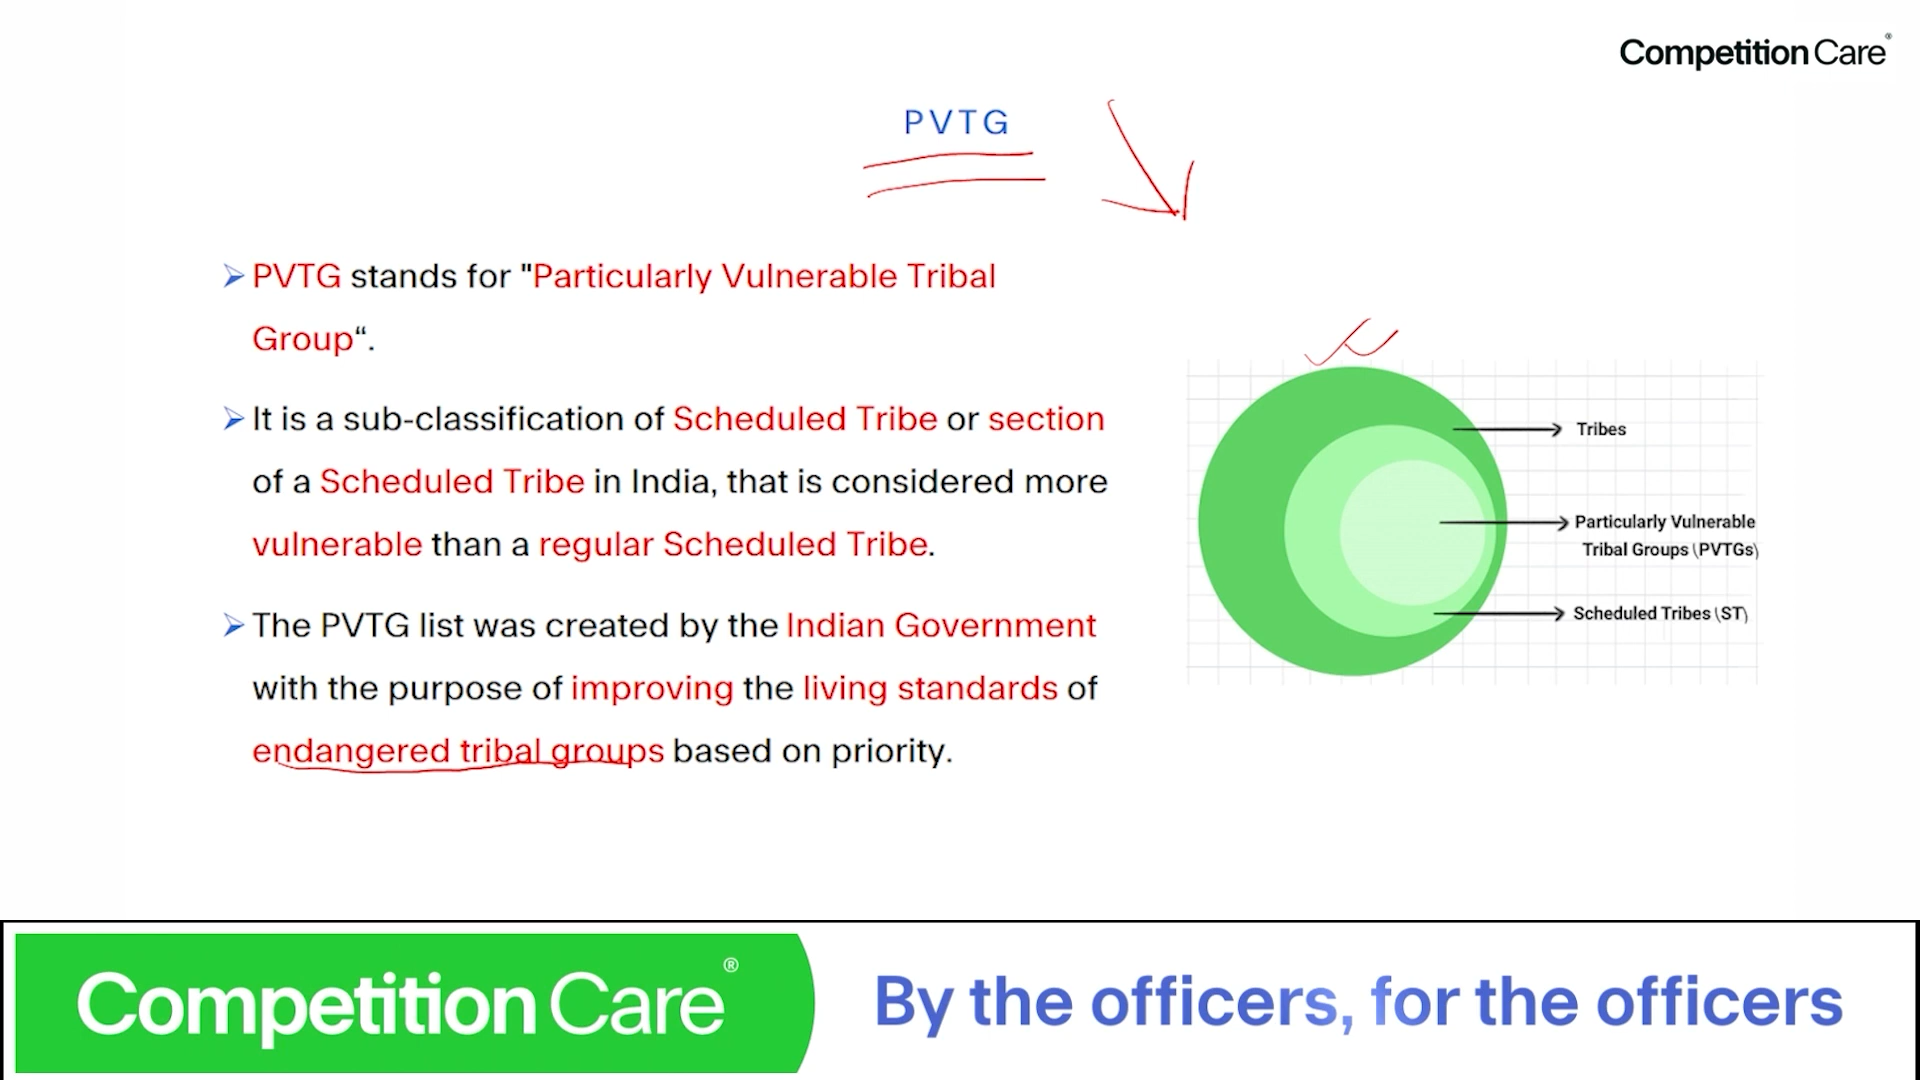 Competition Care®
PVTG
➢ PVTG stands for "Particularly Vulnerable Tribal
Group“.
➢ It is a sub-classification of Scheduled Tribe or section
of a Scheduled Tribe in India, that is considered more
vulnerable than a regular Scheduled Tribe.
➢ The PVTG list was created by the Indian Government
with the purpose of improving the living standards of
endangered tribal groups based on priority.
Tribes
Particularly Vulnerable
Tribal Groups (PVTGs)
Scheduled Tribes (ST)
Competition Care®
By the officers, for the officers